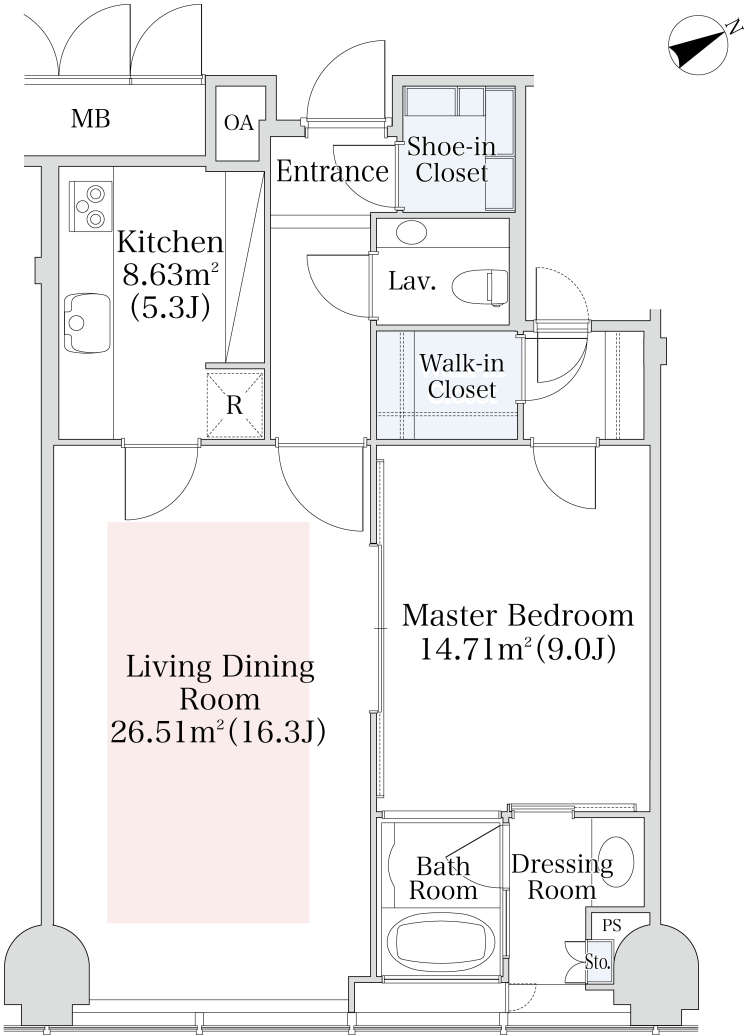 N
MB
OA
Shoe-in
Closet
Entrance
Kitchen
8.63m²
(5.3J)
Lav.
Walk-in
Closet
R
Master Bedroom
14.71m²(9.0J)
Living Dining
Room
26.51m²(16.3J)
Bath
Room
Dressing
Room
PS
Sto.